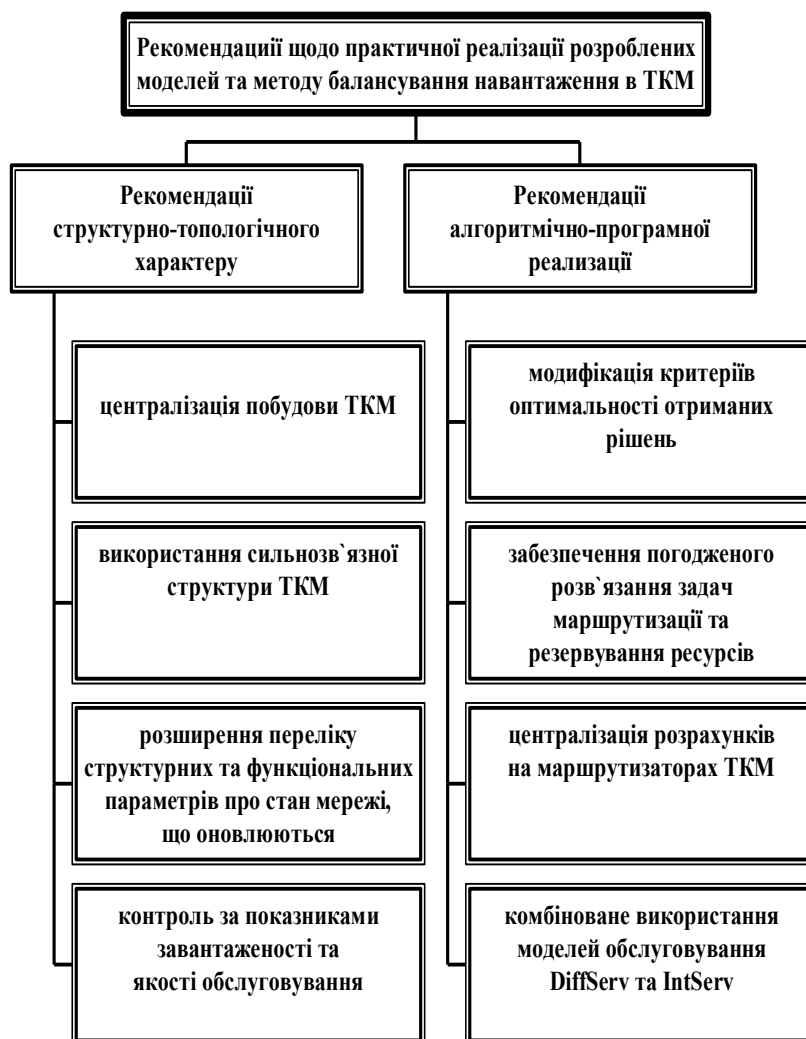 Рекомендациії щодо практичної реалізації розроблених
моделей та методу балансування навантаження в ТКМ
Рекомендації
структурно-топологічного
характеру
централізація побудови ТКМ
використання сильнозв`язної
структури ТКМ
розширення переліку
структурних та функціональних
параметрів про стан мережі,
що оновлюються
контроль за показниками
завантаженості та
якості обслуговування
Рекомендації
алгоритмічно-програмної
реализації
модифікація критеріїв
оптимальності отриманих
рішень
забезпечення погодженого
розв`язання задач
маршрутизації та
резервування ресурсів
централізація розрахунків
на маршрутизаторах ТКМ
комбіноване використання
моделей обслуговування
DiffServ та IntServ